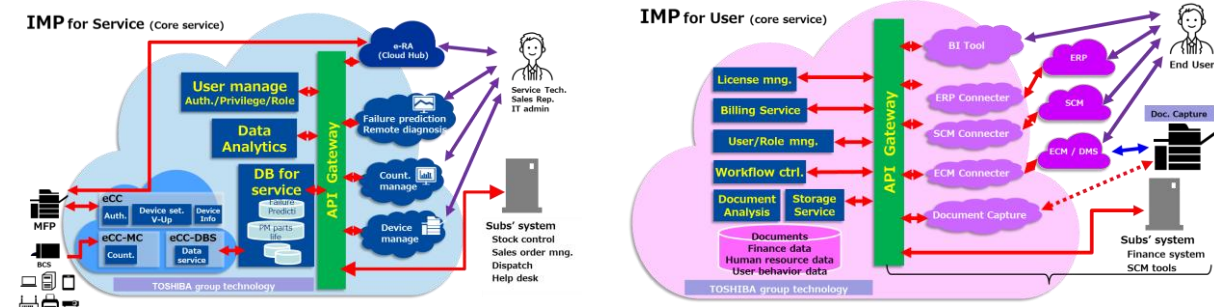 IMP for Service (Core service)
e-RA
(Cloud Hub)
User manage
Auth./Privilege/Role
Data
Analytics
DB for
service
Failure
Predicti
PM parts
life
API Gateway
Failure prediction
Remote diagnosis
Count.
manage
Device
manage
Service Tech.
Sales Rep.
IT admin
Subs' system
Stock control
Sales order mng.
Dispatch
Help desk
MFP
BCS
eCC
Auth.
Device set.
V-Up
Device
Info
eCC-MC
Count.
eCC-DBS
Data
service
TOSHIBA group technology
IMP for User (core service)
License mng.
Billing Service
User/Role mng.
Workflow ctrl.
Document
Analysis
Storage
Service
Documents
Finance data
Human resource data
User behavior data
API Gateway
BI Tool
ERP Connecter
SCM Connecter
ECM Connecter
Document Capture
ERP
SCM
ECM / DMS
End User
Doc. Capture
Subs' system
Finance system
SCM tools
TOSHIBA group technology